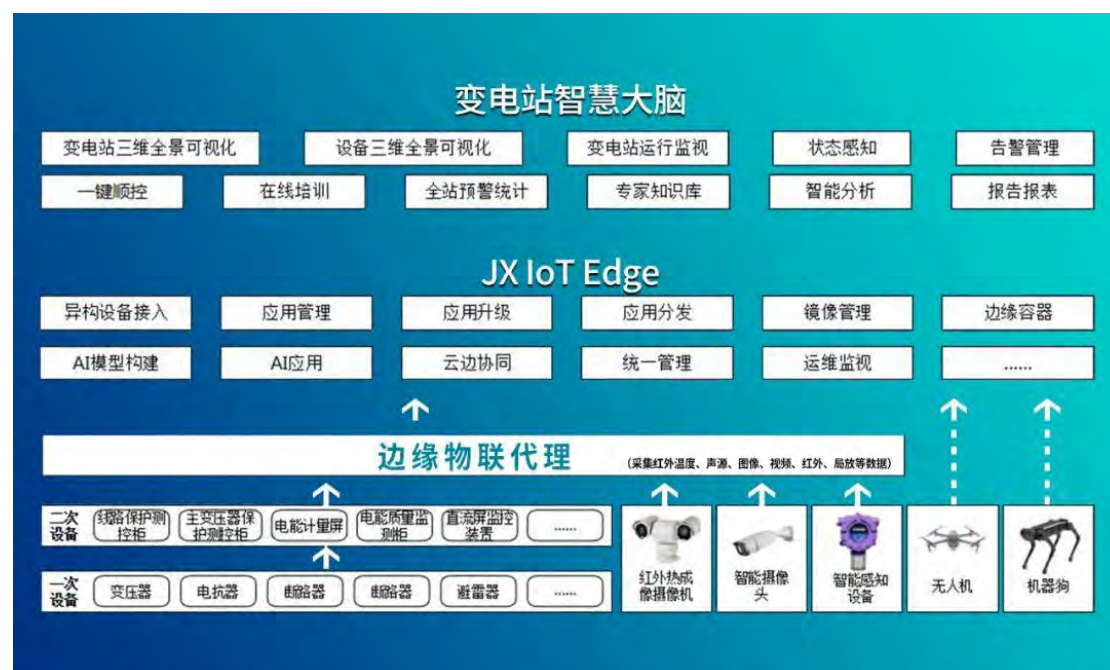 变电站智慧大脑
变电站三维全景可视化
设备三维全景可视化
变电站运行监视
状态感知
告警管理
一键顺控
在线培训
全站预警统计
专家知识库
智能分析
报告报表
JX IoT Edge
异构设备接入
应用管理
应用升级
应用分发
镜像管理
边缘容器
AI模型构建
AI应用
云边协同
统一管理
运维监视
......
边缘物联代理
(采集红外温度、声源、图像、视频、红外、局放等数据)
二次
设备
线路保护测
控柜
主变压器保
护测控柜
电能计量屏
电能质量监
测柜
直流屏监控
装置
......
一次
设备
变压器
电抗器
断路器
断路器
避雷器
......
红外热成
像摄像机
智能摄像
头
智能感知
设备
无人机
机器狗